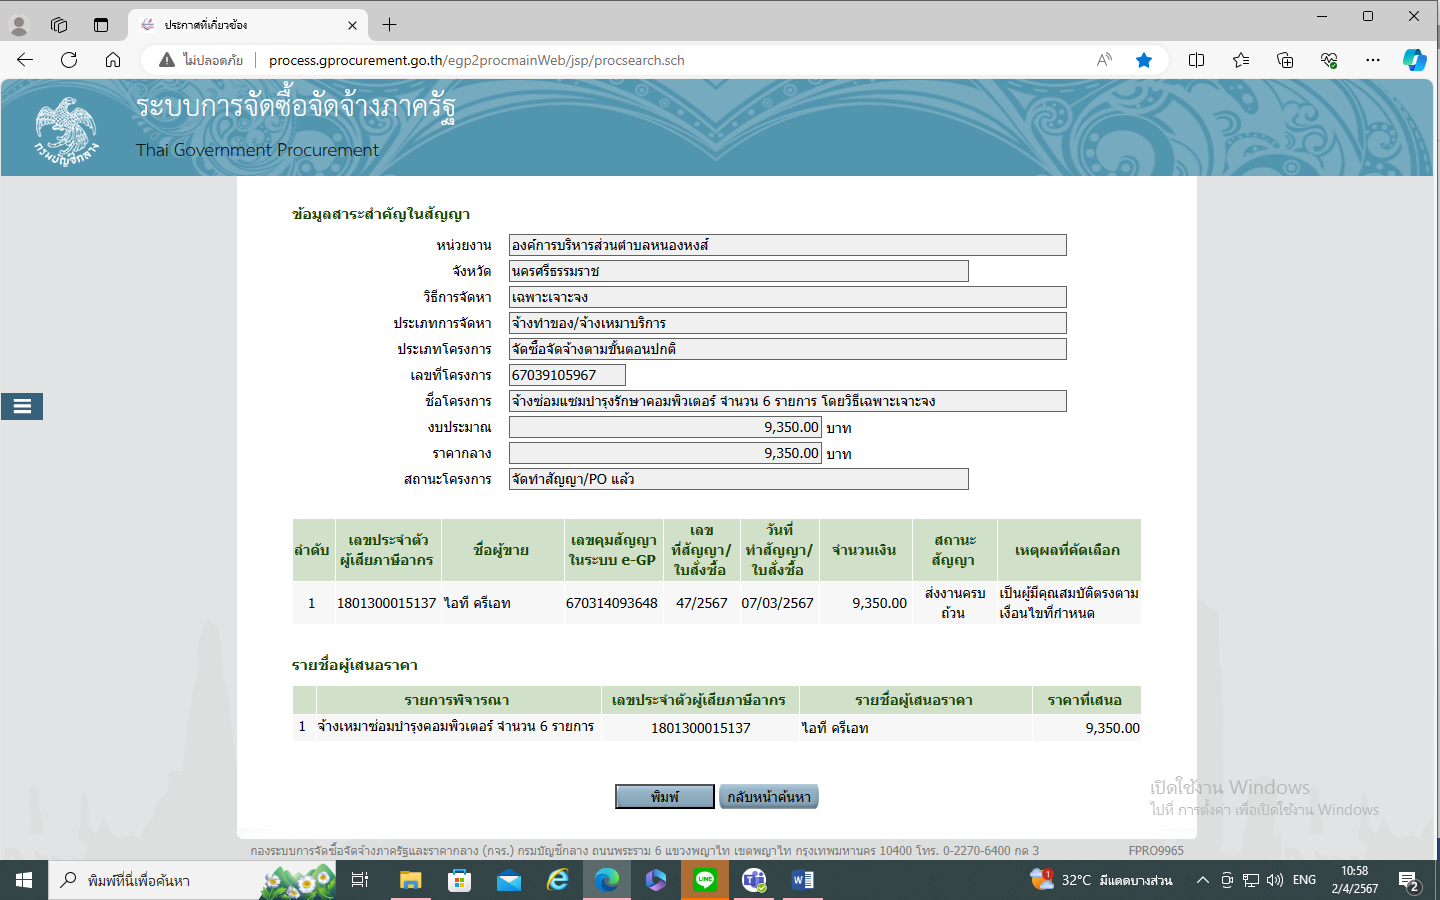 ประกาศที่เกี่ยวข้อง
ไม่ปลอดภัย
process.gprocurement.go.th/egp2procmainWeb/jsp/procsearch.sch
ระบบการจัดซื้อจัดจ้างภาครัฐ
Thai Government Procurement
กรมบัญชีกลาง
ข้อมูลสาระสำคัญในสัญญา
หน่วยงาน องค์การบริหารส่วนตำบลหนองหงส์
จังหวัด นครศรีธรรมราช
วิธีการจัดหา เฉพาะเจาะจง
ประเภทการจัดหา จ้างทำของ/จ้างเหมาบริการ
ประเภทโครงการ จัดซื้อจัดจ้างตามขั้นตอนปกติ
เลขที่โครงการ 67039105967
ชื่อโครงการ จ้างซ่อมแซมบำรุงรักษาคอมพิวเตอร์ จำนวน 6 รายการ โดยวิธีเฉพาะเจาะจง
งบประมาณ 9,350.00 บาท
ราคากลาง 9,350.00 บาท
สถานะโครงการ จัดทำสัญญา/PO แล้ว
ลำดับ เลขประจำตัวผู้เสียภาษีอากร ชื่อผู้ขาย เลขคุมสัญญาในระบบ e-GP เลขที่สัญญา/ใบสั่งซื้อ วันที่ทำสัญญา/ใบสั่งซื้อ จำนวนเงิน สถานะสัญญา เหตุผลที่คัดเลือก
1 1801300015137 ไอที ครีเอท 670314093648 47/2567 07/03/2567 9,350.00 ส่งงานครบถ้วน เป็นผู้มีคุณสมบัติตรงตามเงื่อนไขที่กำหนด
รายชื่อผู้เสนอราคา
รายการพิจารณา เลขประจำตัวผู้เสียภาษีอากร รายชื่อผู้เสนอราคา ราคาที่เสนอ
1 จ้างเหมาซ่อมบำรุงคอมพิวเตอร์ จำนวน 6 รายการ 1801300015137 ไอที ครีเอท 9,350.00
พิมพ์ กลับหน้าค้นหา
เปิดใช้งาน Windows
ไปที่ การตั้งค่า เพื่อเปิดใช้งาน Windows
กองระบบการจัดซื้อจัดจ้างภาครัฐและราคากลาง (กจร.) กรมบัญชีกลาง ถนนพระราม 6 แขวงพญาไท เขตพญาไท กรุงเทพมหานคร 10400 โทร. 0-2270-6400 กด 3 FPRO9965
พิมพ์ที่นี่เพื่อค้นหา
1 32°C มีแดดบางส่วน ENG 10:58
2/4/2567 2